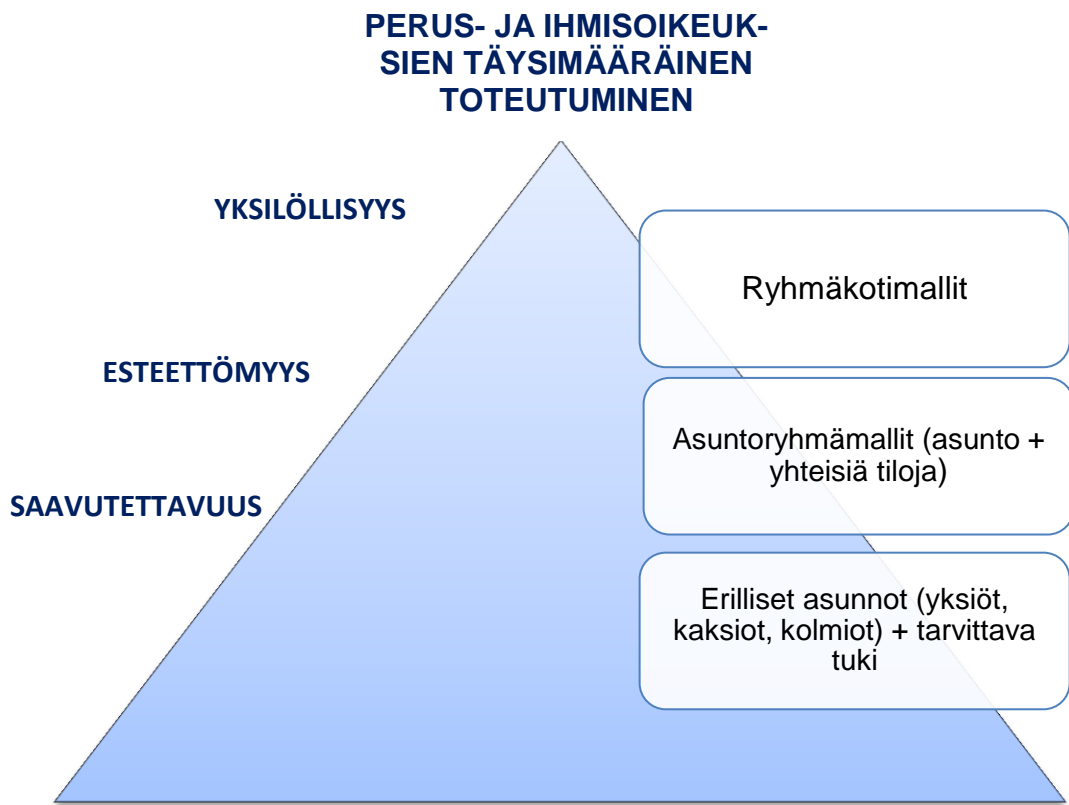 PERUS- JA IHMISOIKEUK-
SIEN TÄYSIMÄÄRÄINEN
TOTEUTUMINEN
YKSILÖLLISYYS
Ryhmäkotimallit
ESTEETTÖMYYS
Asuntoryhmämallit (asunto +
yhteisiä tiloja)
SAAVUTETTAVUUS
Erilliset asunnot (yksiöt,
kaksiot, kolmiot) + tarvittava
tuki